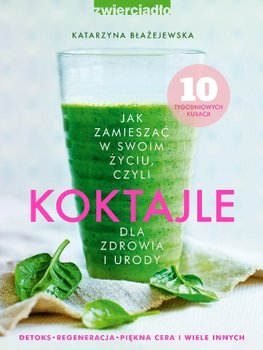 zwierciadło
KATARZYNA BŁAŻEJEWSKA
10
TYGODNIOWYCH
KURACJI
JAK
ZAMIESZAĆ
W SWOIM
ŻYCIU,
CZYLI
KOKTAJLE
DLA
ZDROWIA
I URODY
DETOKS•REGENERACJA•PIĘKNA CERA I WIELE INNYCH